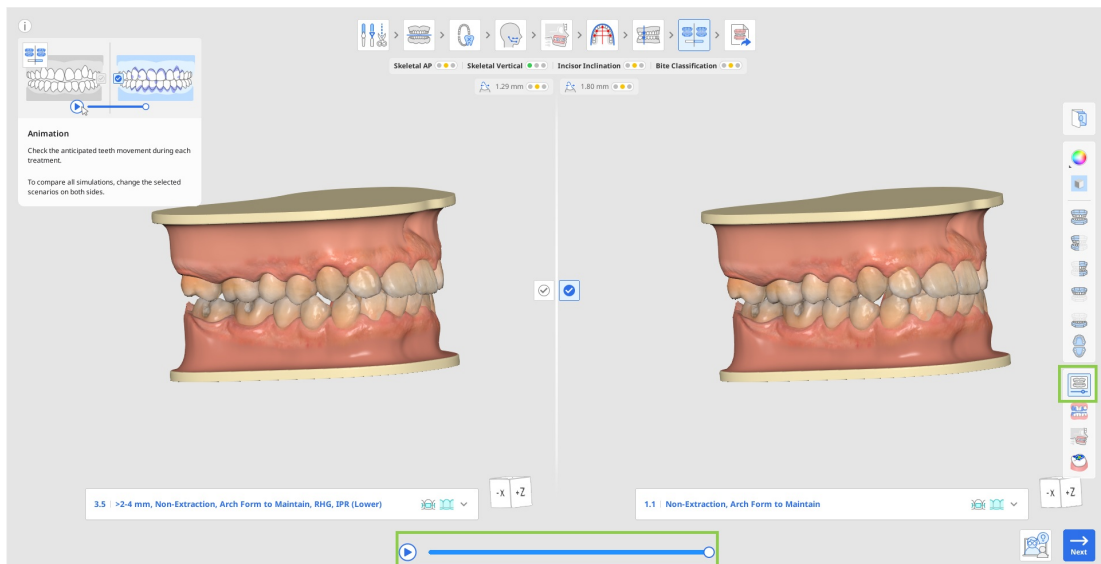 i
Skeletal AP Skeletal Vertical Incisor Inclination Bite Classification
1.29 mm 1.80 mm
Animation
Check the anticipated teeth movement during each
treatment.
To compare all simulations, change the selected
scenarios on both sides.
3.5 | >2-4 mm, Non-Extraction, Arch Form to Maintain, RHG, IPR (Lower)
-X +Z
1.1 | Non-Extraction, Arch Form to Maintain
-X +Z
Next